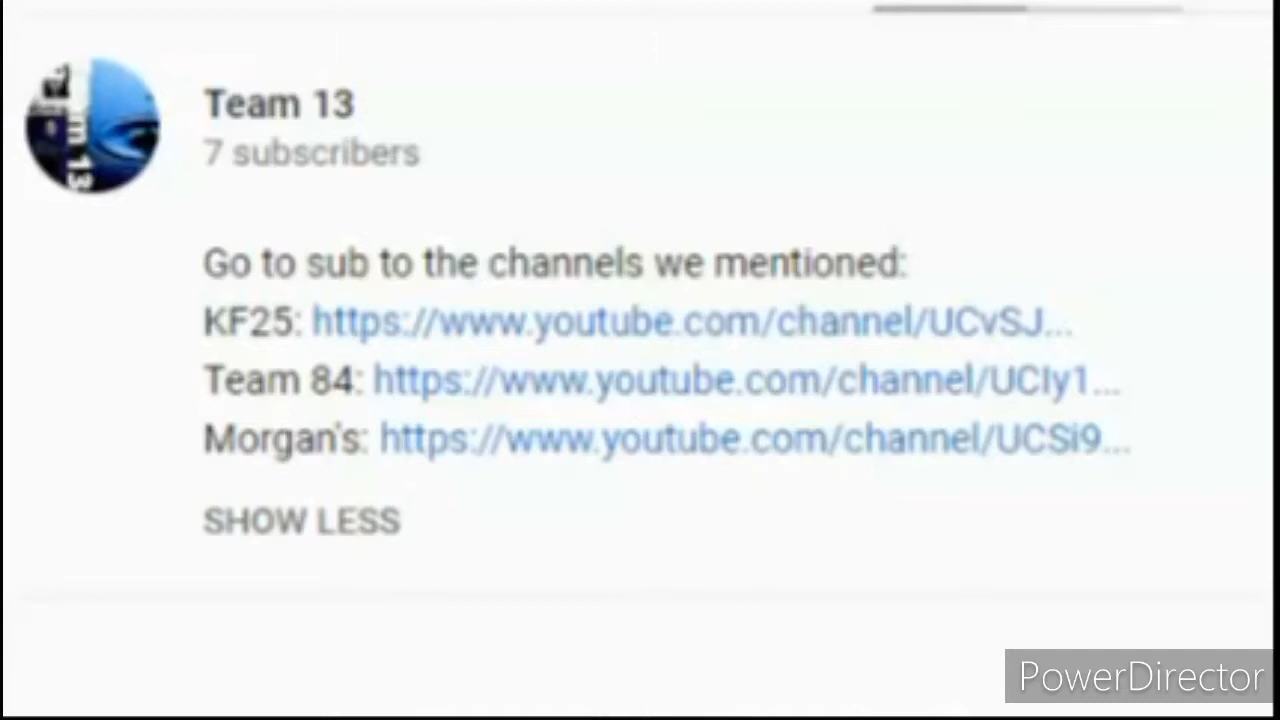 Team 13
7 subscribers
Go to sub to the channels we mentioned:
KF25: https://www.youtube.com/channel/UCvSJ...
Team 84: https://www.youtube.com/channel/UCIy1...
Morgan's: https://www.youtube.com/channel/UCSi9...
SHOW LESS
PowerDirector